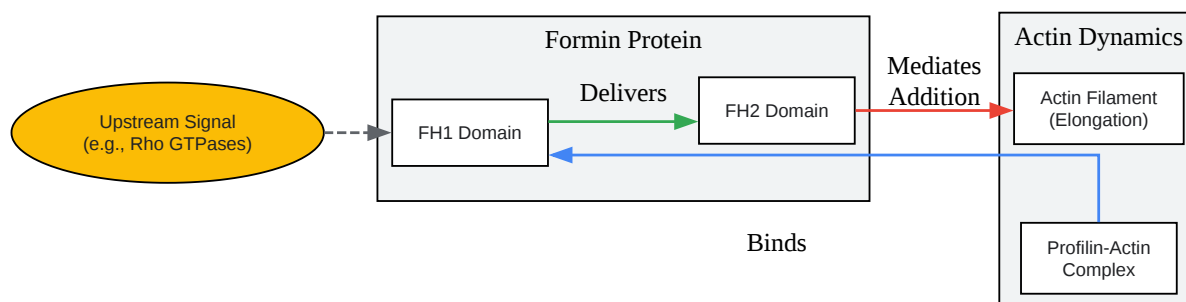 Formin Protein
Actin Dynamics
Upstream Signal
(e.g., Rho GTPases)
FH1 Domain
Delivers
FH2 Domain
Mediates
Addition
Actin Filament
(Elongation)
Binds
Profilin-Actin
Complex